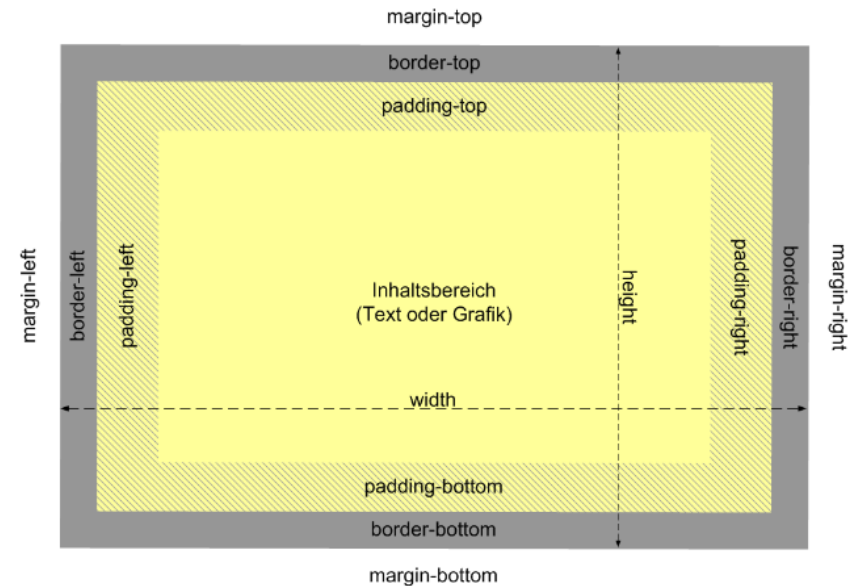 margin-top
border-top
padding-top
margin-left
border-left
padding-left
Inhaltsbereich
(Text oder Grafik)
height
padding-right
border-right
margin-right
width
padding-bottom
border-bottom
margin-bottom